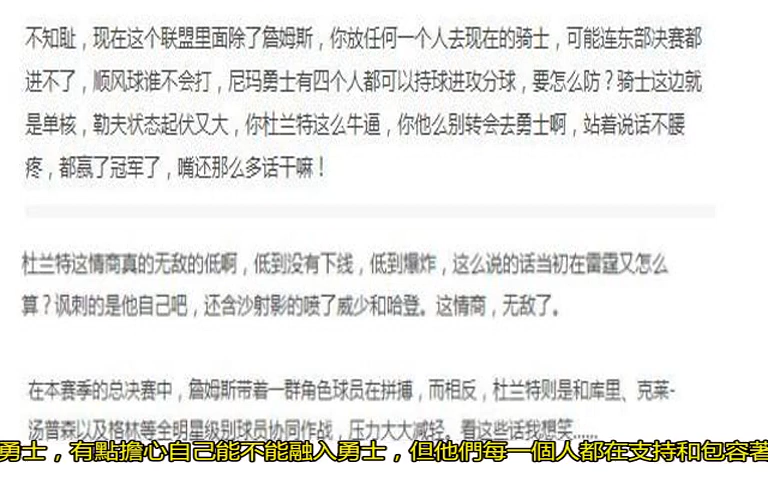 不知耻，现在这个联盟里面除了詹姆斯，你放任何一个人去现在的骑士，可能连东部决赛都
进不了，顺风球谁不会打，尼玛勇士有四个人都可以持球进攻分球，要怎么防？骑士这边就
是单核，勒夫状态起伏又大，你杜兰特这么牛逼，你他么别转会去勇士啊，站着说话不腰
疼，都赢了冠军了，嘴还那么多话干嘛！
杜兰特这情商真的无敌的低啊，低到没有下线，低到爆炸，这么说的话当初在雷霆又怎么
算？讽刺的是他自己吧，还含沙射影的喷了威少和哈登。这情商，无敌了。
在本赛季的总决赛中，詹姆斯带着一群角色球员在拼搏，而相反，杜兰特则是和库里、克莱-
汤普森以及格林等全明星级别球员协同作战，压力大大减轻。看这些话我想笑......
勇士，有點擔心自己能不能融入勇士，但他們每一個人都在支持和包容著